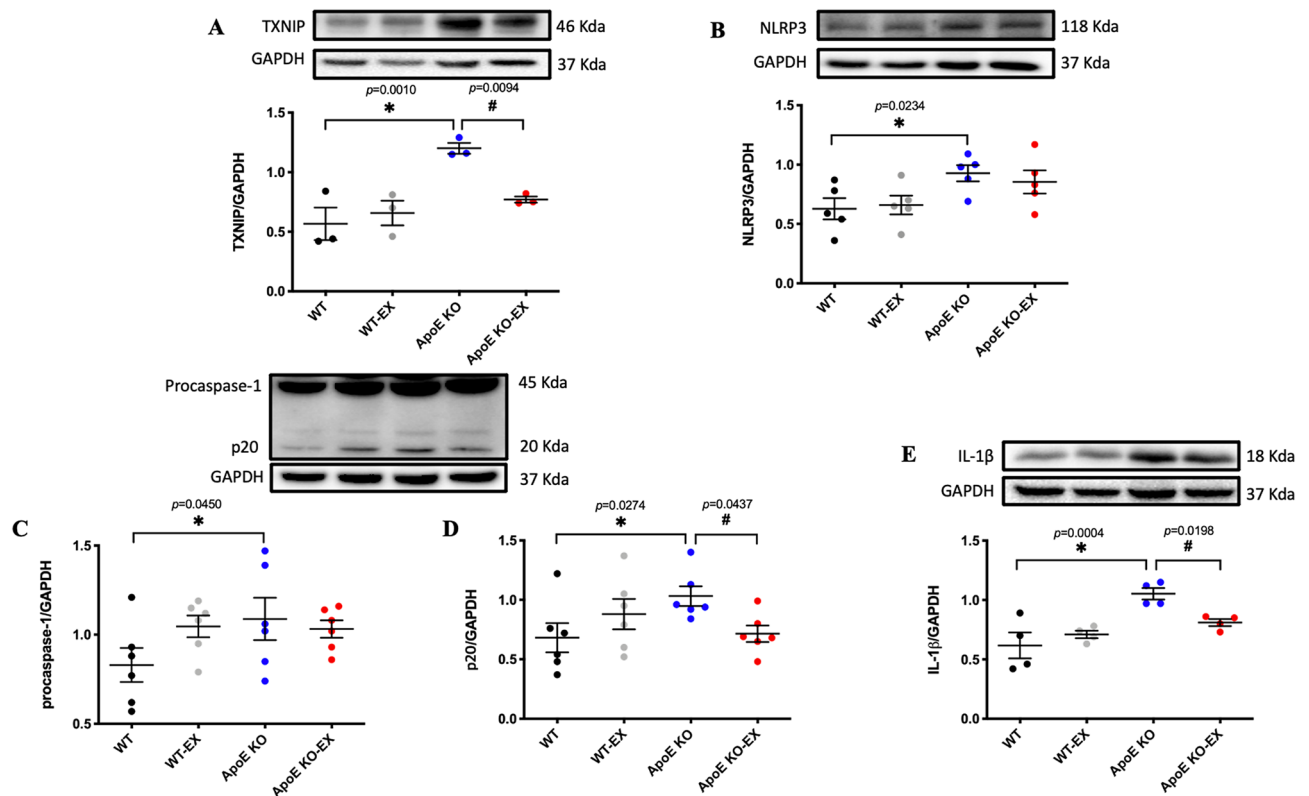 A
TXNIP
46 Kda
GAPDH
37 Kda
p=0.0010
p=0.0094
*
#
TXNIP/GAPDH
1.5
1.0
0.5
0.0
WT
WT-EX
ApoE KO
ApoE KO-EX
B
NLRP3
118 Kda
GAPDH
37 Kda
p=0.0234
*
NLRP3/GAPDH
1.5
1.0
0.5
0.0
WT
WT-EX
ApoE KO
ApoE KO-EX
Procaspase-1
45 Kda
p20
20 Kda
GAPDH
37 Kda
C
p=0.0450
*
procaspase-1/GAPDH
1.5
1.0
0.5
WT
WT-EX
ApoE KO
ApoE KO-EX
D
p=0.0274
p=0.0437
*
#
p20/GAPDH
1.5
1.0
0.5
0.0
WT
WT-EX
ApoE KO
ApoE KO-EX
E
IL-1β
18 Kda
GAPDH
37 Kda
p=0.0004
p=0.0198
*
#
IL-1β/GAPDH
1.5
1.0
0.5
0.0
WT
WT-EX
ApoE KO
ApoE KO-EX